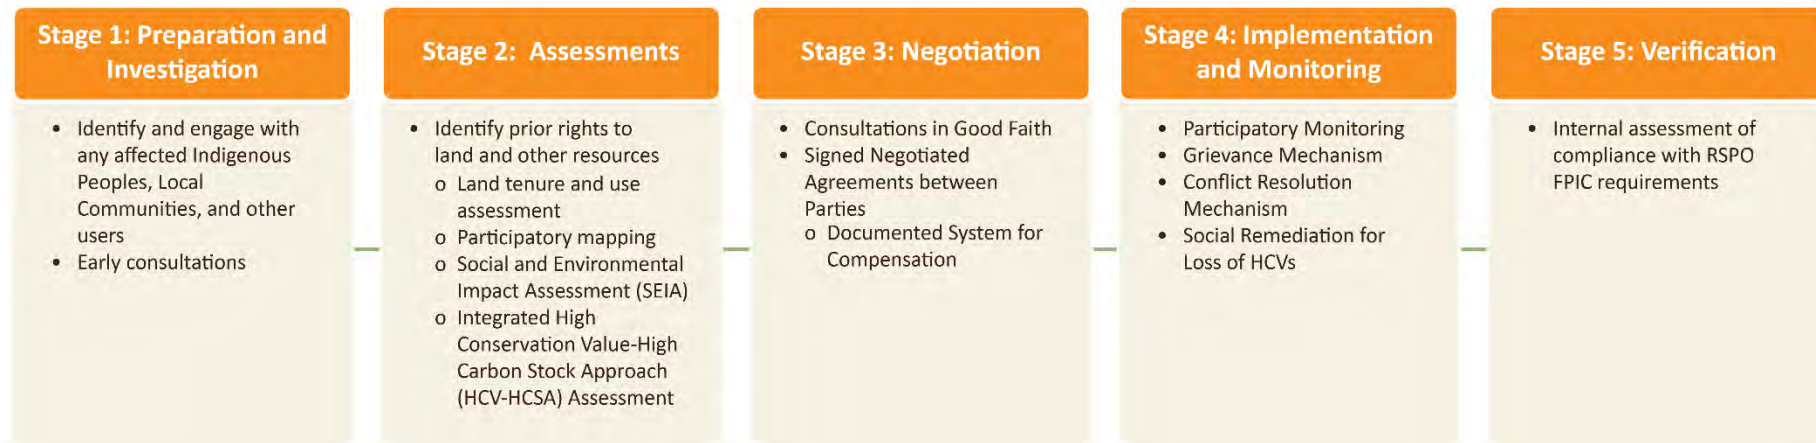 Stage 1: Preparation and
Investigation
• Identify and engage with
any affected Indigenous
Peoples, Local
Communities, and other
users
• Early consultations
Stage 2: Assessments
• Identify prior rights to
land and other resources
o Land tenure and use
assessment
o Participatory mapping
o Social and Environmental
Impact Assessment (SEIA)
o Integrated High
Conservation Value-High
Carbon Stock Approach
(HCV-HCSA) Assessment
Stage 3: Negotiation
• Consultations in Good Faith
• Signed Negotiated
Agreements between
Parties
o Documented System for
Compensation
Stage 4: Implementation
and Monitoring
• Participatory Monitoring
• Grievance Mechanism
• Conflict Resolution
Mechanism
• Social Remediation for
Loss of HCVs
Stage 5: Verification
• Internal assessment of
compliance with RSPO
FPIC requirements